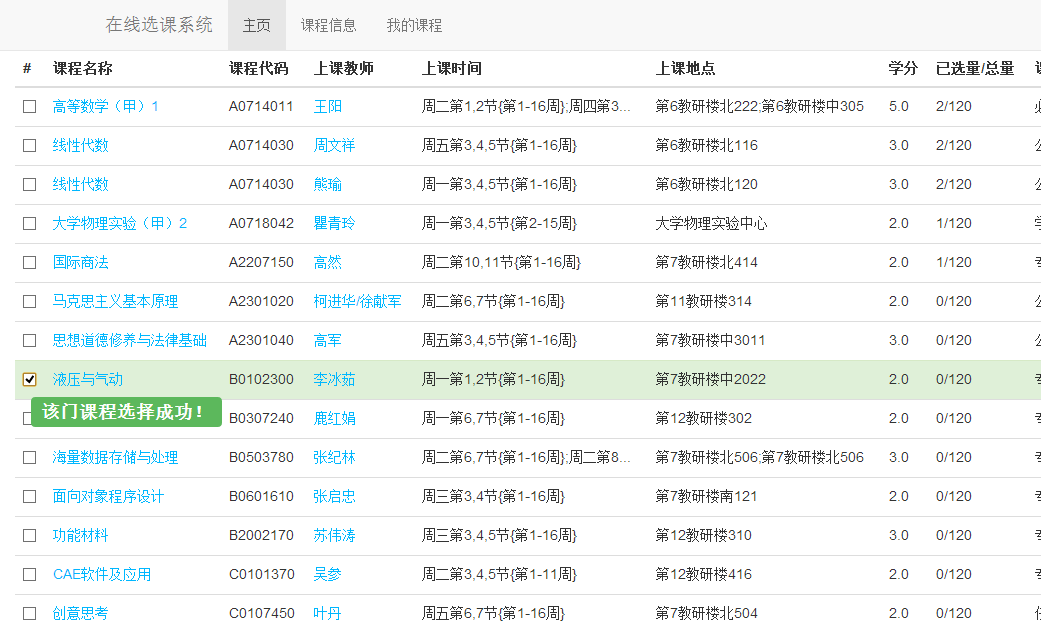 在线选课系统 主页 课程信息 我的课程
# 课程名称 课程代码 上课教师 上课时间 上课地点 学分 已选量/总量
高等数学（甲）1 A0714011 王阳 周二第1,2节{第1-16周};周四第3... 第6教研楼北222;第6教研楼中305 5.0 2/120
线性代数 A0714030 周文祥 周五第3,4,5节{第1-16周} 第6教研楼北116 3.0 2/120
线性代数 A0714030 熊瑜 周一第3,4,5节{第1-16周} 第6教研楼北120 3.0 2/120
大学物理实验（甲）2 A0718042 瞿青玲 周一第3,4,5节{第2-15周} 大学物理实验中心 2.0 1/120
国际商法 A2207150 高然 周二第10,11节{第1-16周} 第7教研楼北414 2.0 1/120
马克思主义基本原理 A2301020 柯进华/徐献军 周二第6,7节{第1-16周} 第11教研楼314 2.0 0/120
思想道德修养与法律基础 A2301040 高军 周五第3,4,5节{第1-16周} 第7教研楼中3011 3.0 0/120
液压与气动 B0102300 李冰茹 周一第1,2节{第1-16周} 第7教研楼中2022 2.0 0/120
该门课程选择成功！ B0307240 鹿红娟 周一第6,7节{第1-16周} 第12教研楼302 2.0 0/120
海量数据存储与处理 B0503780 张纪林 周二第6,7节{第1-16周};周二第8... 第7教研楼北506;第7教研楼北506 3.0 0/120
面向对象程序设计 B0601610 张启忠 周三第3,4节{第1-16周} 第7教研楼南121 2.0 0/120
功能材料 B2002170 苏伟涛 周三第3,4,5节{第1-16周} 第12教研楼310 3.0 0/120
CAE软件及应用 C0101370 吴参 周二第3,4,5节{第1-11周} 第12教研楼416 2.0 0/120
创意思考 C0107450 叶丹 周五第6,7节{第1-16周} 第7教研楼北504 2.0 0/120